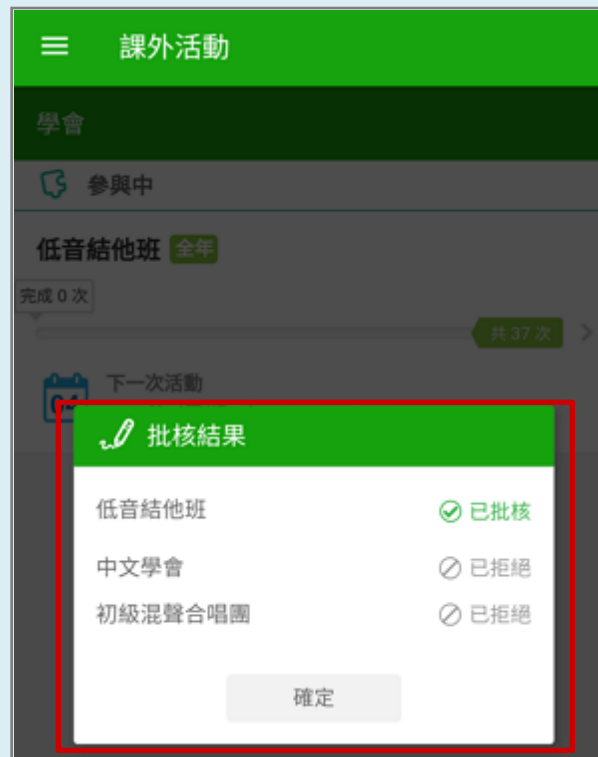 課外活動
學會
參與中
低音結他班 全年
完成 0 次
共 37 次
下一次活動
04
批核結果
低音結他班 已批核
中文學會 已拒絕
初級混聲合唱團 已拒絕
確定